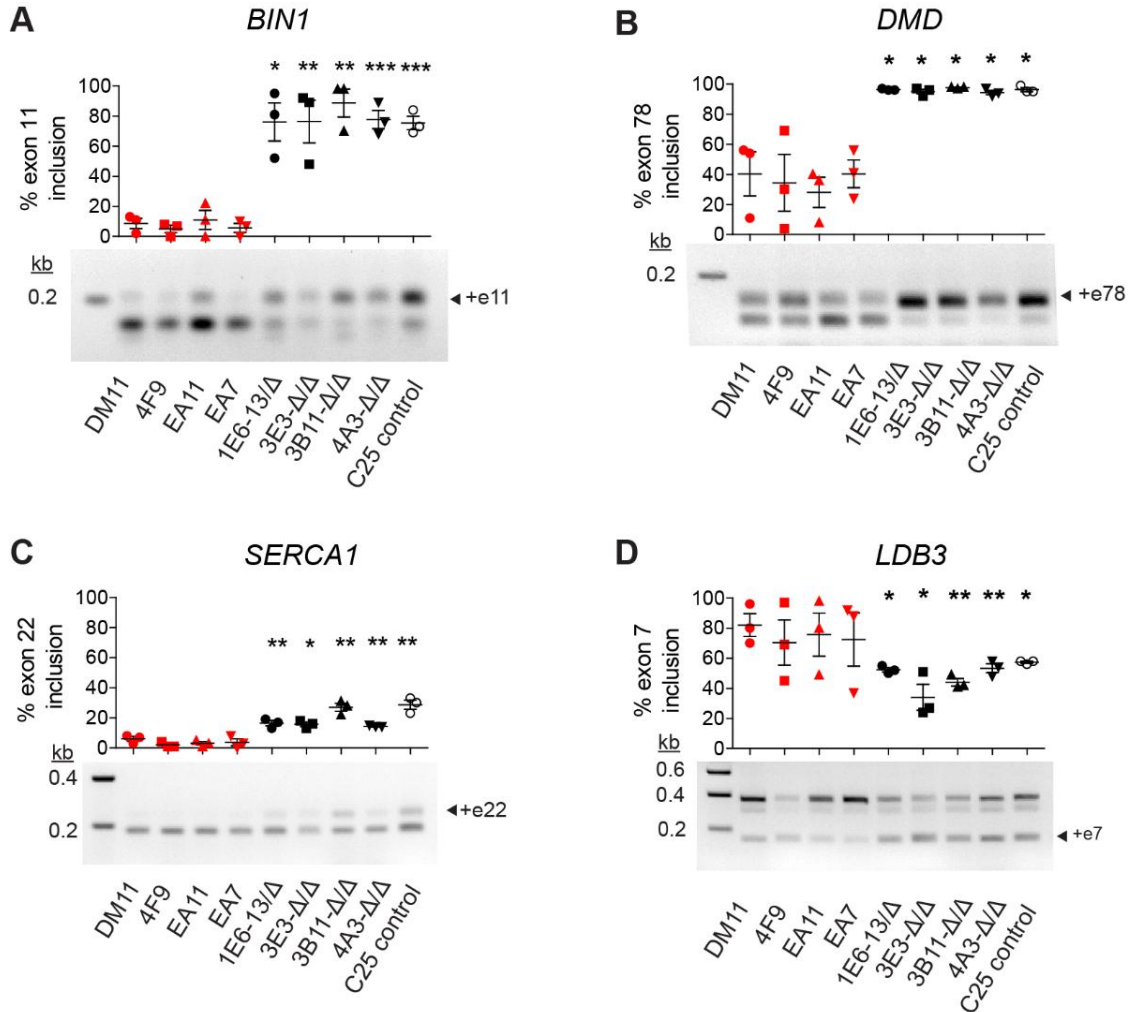 A
BIN1
* ** ** *** ***
100
80
60
40
20
0
% exon 11
inclusion
kb
0.2
+e11
DM11
4F9
EA11
EA7
1E6-13/Δ
3E3-Δ/Δ
3B11-Δ/Δ
4A3-Δ/Δ
C25 control
B
DMD
* * * * *
100
80
60
40
20
0
% exon 78
inclusion
kb
0.2
+e78
DM11
4F9
EA11
EA7
1E6-13/Δ
3E3-Δ/Δ
3B11-Δ/Δ
4A3-Δ/Δ
C25 control
C
SERCA1
** * ** ** **
100
80
60
40
20
0
% exon 22
inclusion
kb
0.4
0.2
+e22
DM11
4F9
EA11
EA7
1E6-13/Δ
3E3-Δ/Δ
3B11-Δ/Δ
4A3-Δ/Δ
C25 control
D
LDB3
* * ** ** *
100
80
60
40
20
0
% exon 7
inclusion
kb
0.6
0.4
0.2
+e7
DM11
4F9
EA11
EA7
1E6-13/Δ
3E3-Δ/Δ
3B11-Δ/Δ
4A3-Δ/Δ
C25 control